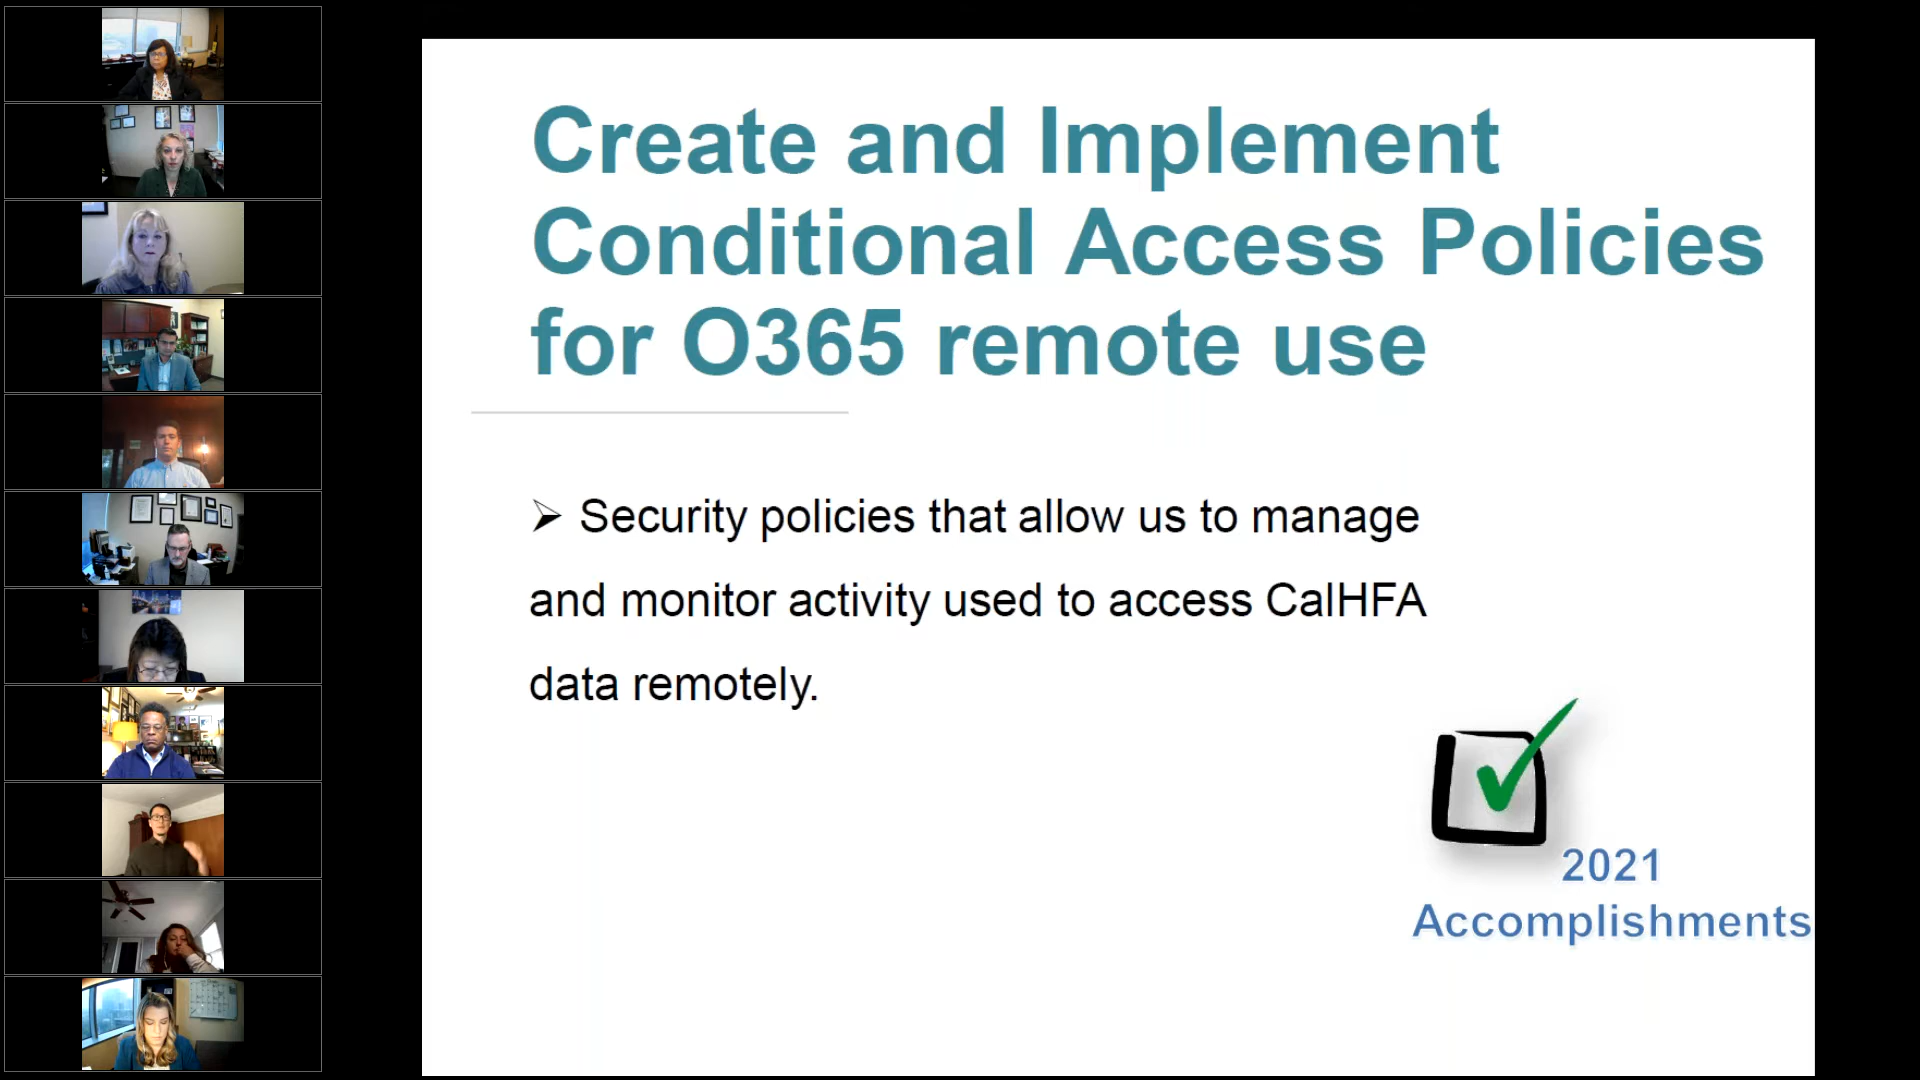 Create and Implement
Conditional Access Policies
for O365 remote use
➢ Security policies that allow us to manage
and monitor activity used to access CalHFA
data remotely.
2021
Accomplishments